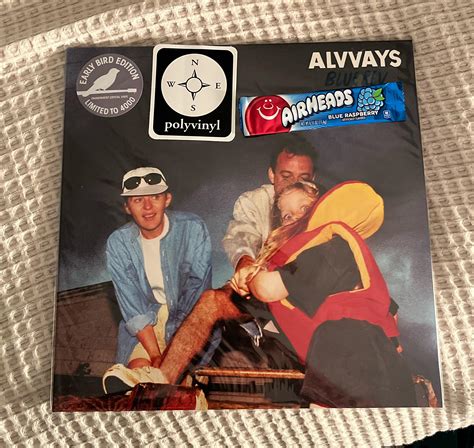 EARLY BIRD EDITION
LIMITED TO 4000
N
W E
S
polyvinyl
ALVVAYS
BLUE REV
AIRHEADS
BLUE RASPBERRY